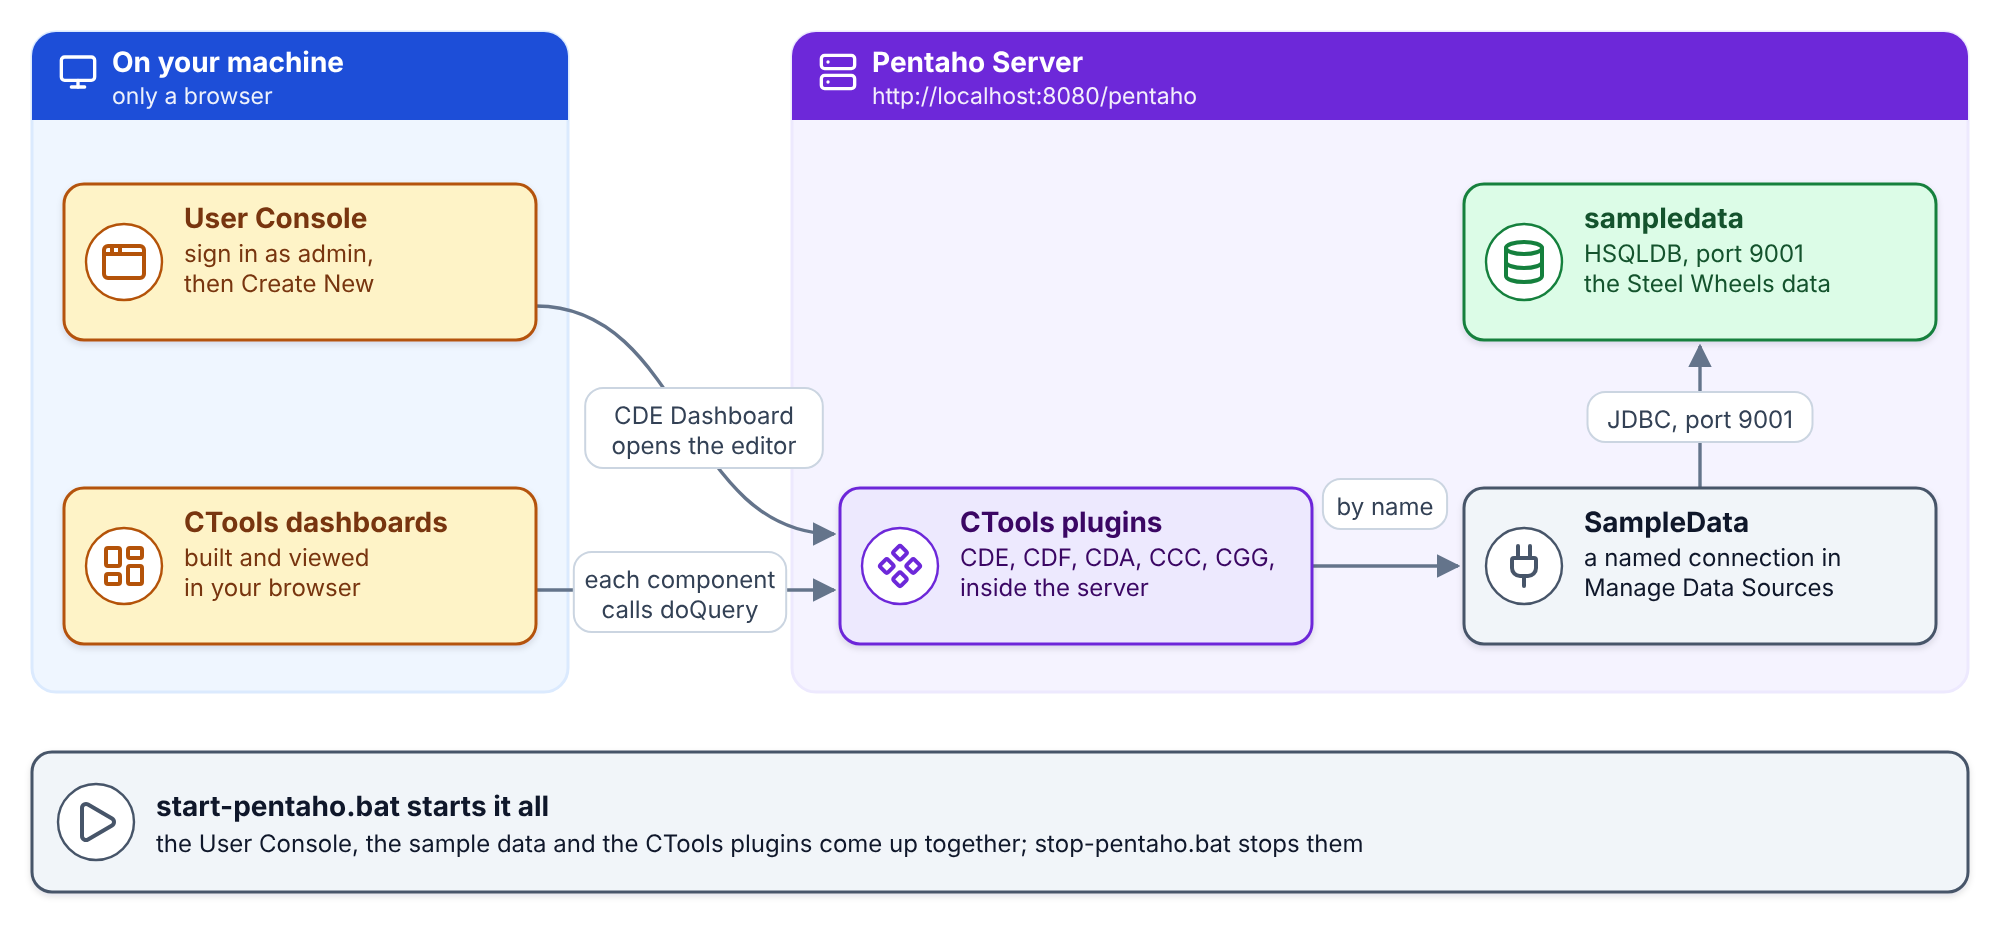 On your machine
only a browser
Pentaho Server
http://localhost:8080/pentaho
User Console
sign in as admin,
then Create New
sampledata
HSQLDB, port 9001
the Steel Wheels data
CDE Dashboard
opens the editor
JDBC, port 9001
CTools dashboards
built and viewed
in your browser
each component
calls doQuery
CTools plugins
CDE, CDF, CDA, CCC, CGG,
inside the server
by name
SampleData
a named connection in
Manage Data Sources
start-pentaho.bat starts it all
the User Console, the sample data and the CTools plugins come up together; stop-pentaho.bat stops them